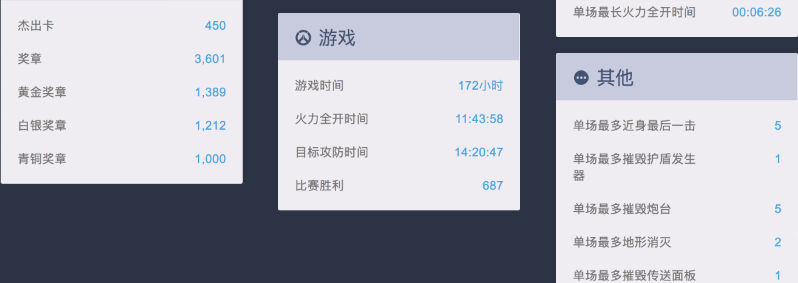 杰出卡 450
奖章 3,601
黄金奖章 1,389
白银奖章 1,212
青铜奖章 1,000
游戏
游戏时间 172小时
火力全开时间 11:43:58
目标攻防时间 14:20:47
比赛胜利 687
单场最长火力全开时间 00:06:26
其他
单场最多近身最后一击 5
单场最多摧毁护盾发生 1
器
单场最多摧毁炮台 5
单场最多地形消灭 2
单场最多摧毁传送面板 1